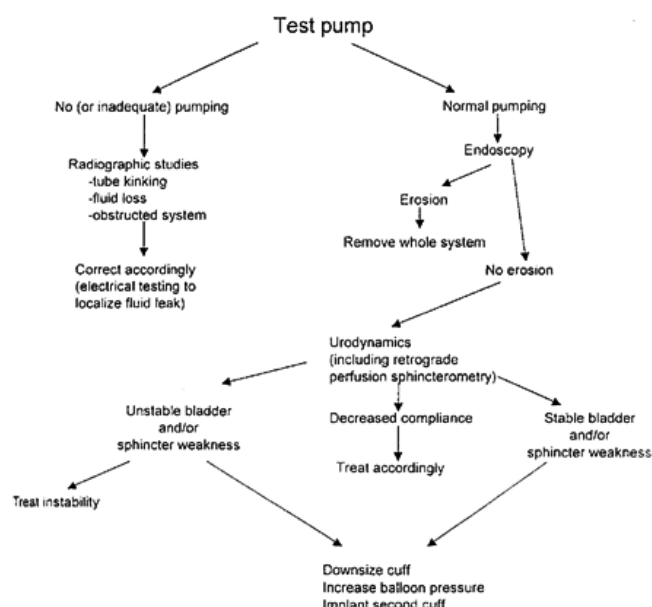 Test pump
No (or inadequate) pumping
Normal pumping
Radiographic studies
-tube kinking
-fluid loss
-obstructed system
Endoscopy
Erosion
Remove whole system
Correct accordingly
(electrical testing to
localize fluid leak)
No erosion
Urodynamics
(including retrograde
perfusion sphincterometry)
Unstable bladder
and/or
sphincter weakness
Decreased compliance
Stable bladder
and/or
sphincter weakness
Treat accordingly
Treat instability
Downsize cuff
Increase balloon pressure
Implant second cuff